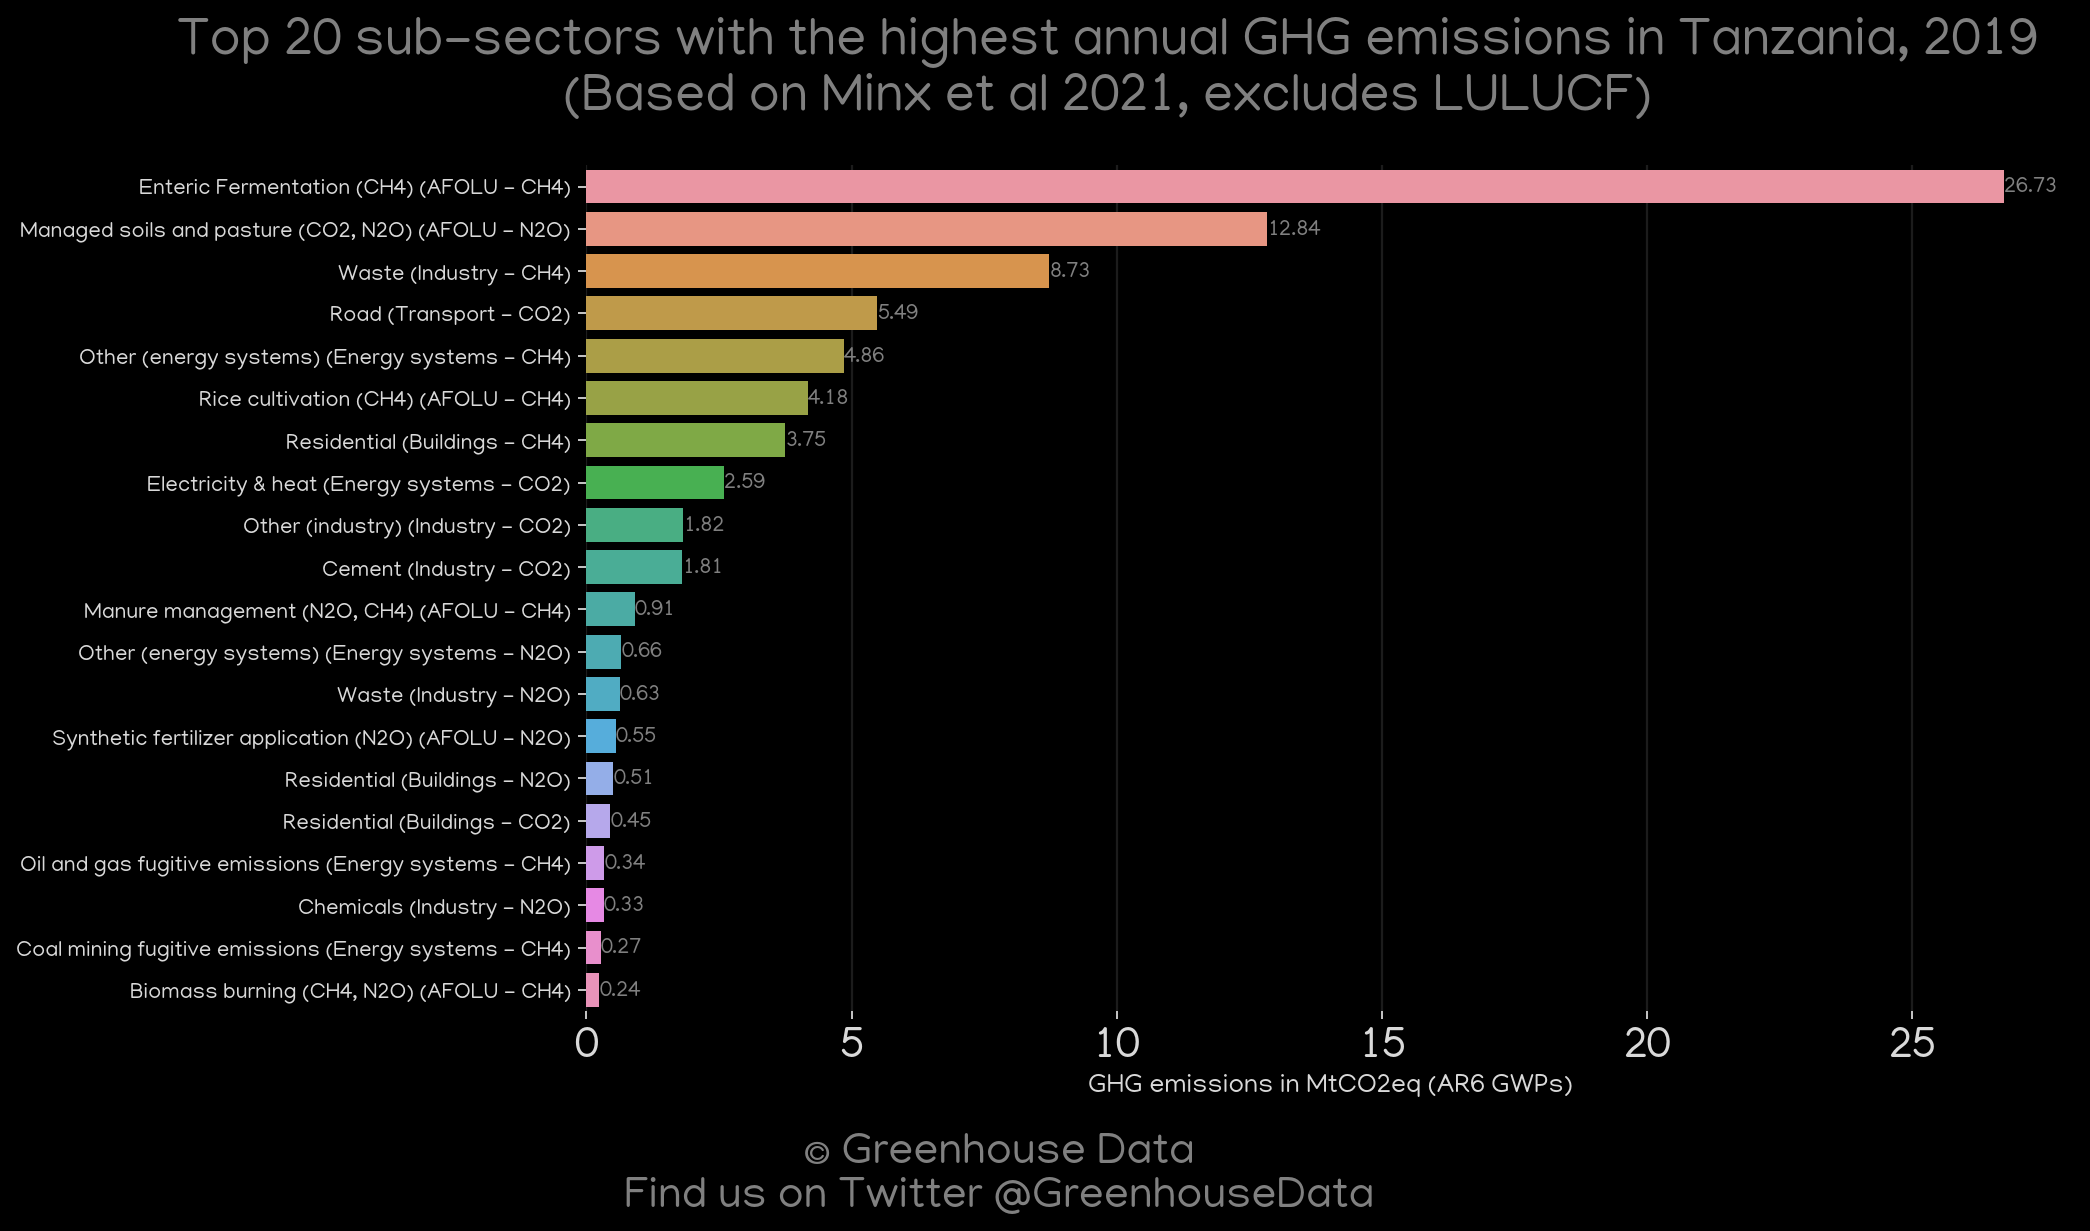 Top 20 sub-sectors with the highest annual GHG emissions in Tanzania, 2019
(Based on Minx et al 2021, excludes LULUCF)
Enteric Fermentation (CH4) (AFOLU - CH4) 26.73
Managed soils and pasture (CO2, N2O) (AFOLU - N2O) 12.84
Waste (Industry - CH4) 8.73
Road (Transport - CO2) 5.49
Other (energy systems) (Energy systems - CH4) 4.86
Rice cultivation (CH4) (AFOLU - CH4) 4.18
Residential (Buildings - CH4) 3.75
Electricity & heat (Energy systems - CO2) 2.59
Other (industry) (Industry - CO2) 1.82
Cement (Industry - CO2) 1.81
Manure management (N2O, CH4) (AFOLU - CH4) 0.91
Other (energy systems) (Energy systems - N2O) 0.66
Waste (Industry - N2O) 0.63
Synthetic fertilizer application (N2O) (AFOLU - N2O) 0.55
Residential (Buildings - N2O) 0.51
Residential (Buildings - CO2) 0.45
Oil and gas fugitive emissions (Energy systems - CH4) 0.34
Chemicals (Industry - N2O) 0.33
Coal mining fugitive emissions (Energy systems - CH4) 0.27
Biomass burning (CH4, N2O) (AFOLU - CH4) 0.24
0 5 10 15 20 25
GHG emissions in MtCO2eq (AR6 GWPs)
© Greenhouse Data
Find us on Twitter @GreenhouseData